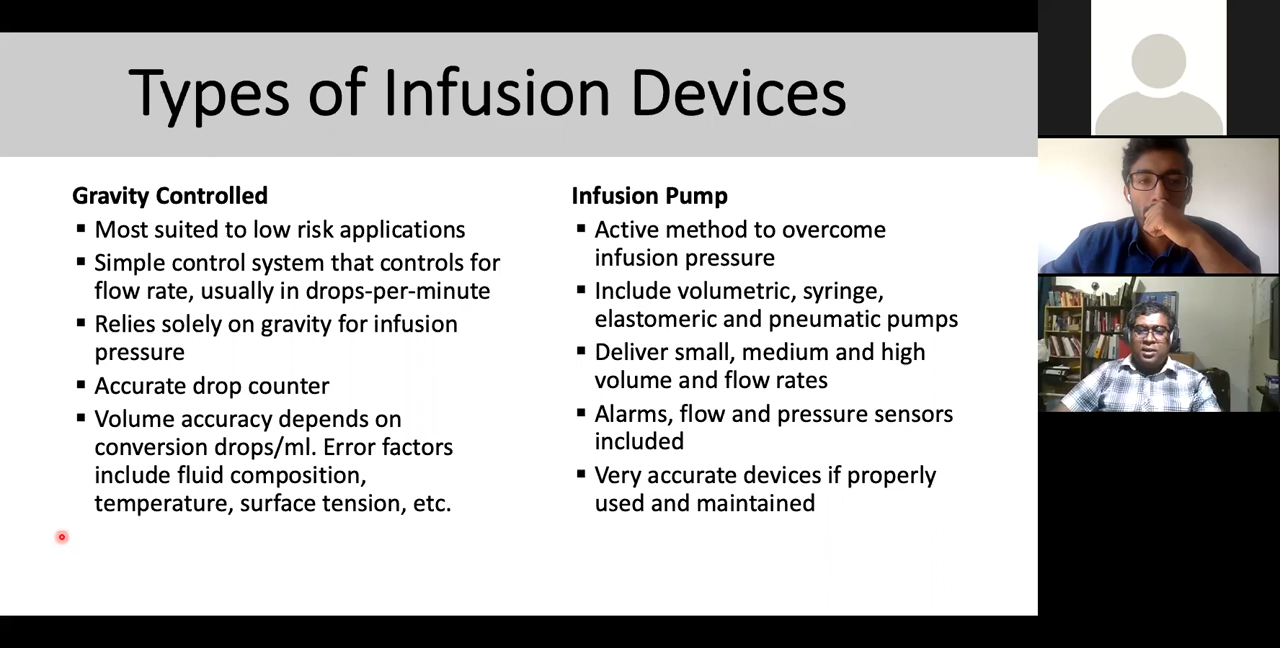 Types of Infusion Devices
Gravity Controlled
▪ Most suited to low risk applications
▪ Simple control system that controls for
flow rate, usually in drops-per-minute
▪ Relies solely on gravity for infusion
pressure
▪ Accurate drop counter
▪ Volume accuracy depends on
conversion drops/ml. Error factors
include fluid composition,
temperature, surface tension, etc.
Infusion Pump
▪ Active method to overcome
infusion pressure
▪ Include volumetric, syringe,
elastomeric and pneumatic pumps
▪ Deliver small, medium and high
volume and flow rates
▪ Alarms, flow and pressure sensors
included
▪ Very accurate devices if properly
used and maintained